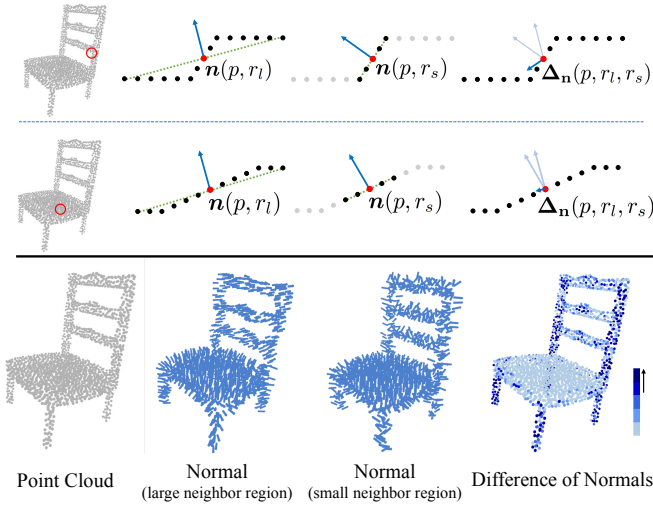 n(p, r_l)
n(p, r_s)
Δ_n(p, r_l, r_s)
n(p, r_l)
n(p, r_s)
Δ_n(p, r_l, r_s)
Point Cloud
Normal
(large neighbor region)
Normal
(small neighbor region)
Difference of Normals